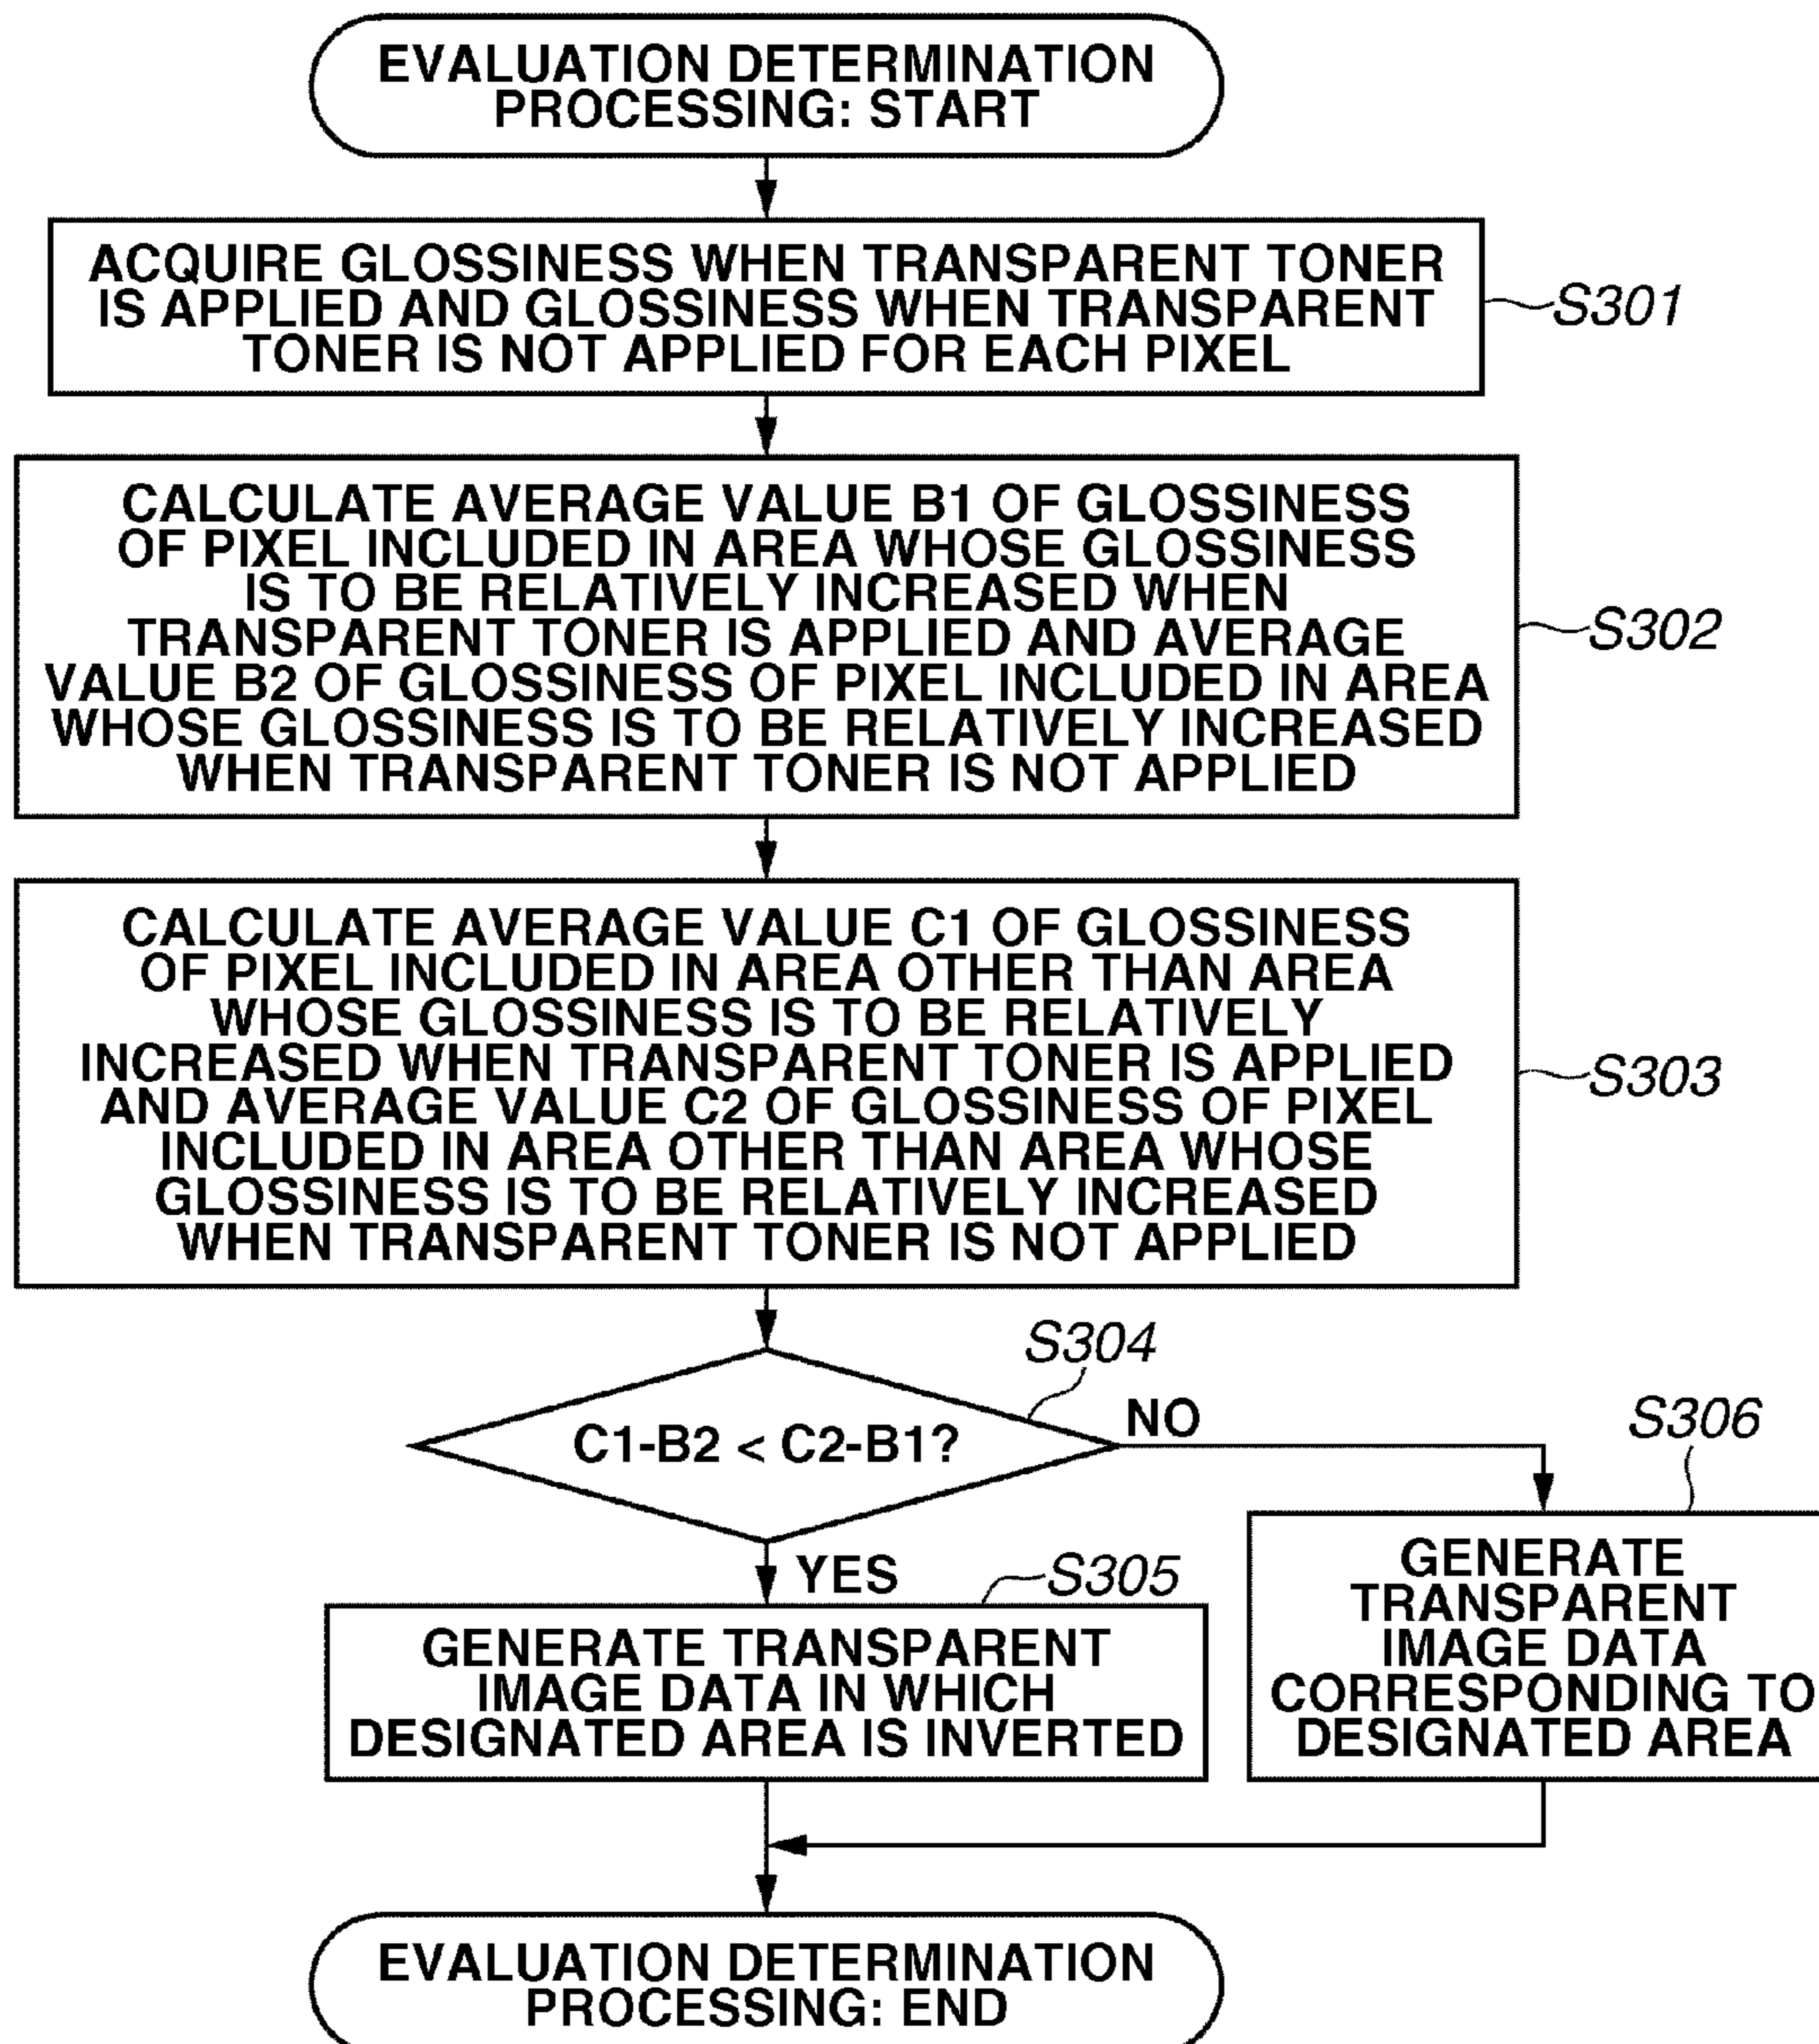 EVALUATION DETERMINATION
PROCESSING: START
ACQUIRE GLOSSINESS WHEN TRANSPARENT TONER
IS APPLIED AND GLOSSINESS WHEN TRANSPARENT
TONER IS NOT APPLIED FOR EACH PIXEL
S301
CALCULATE AVERAGE VALUE B1 OF GLOSSINESS
OF PIXEL INCLUDED IN AREA WHOSE GLOSSINESS
IS TO BE RELATIVELY INCREASED WHEN
TRANSPARENT TONER IS APPLIED AND AVERAGE
VALUE B2 OF GLOSSINESS OF PIXEL INCLUDED IN AREA
WHOSE GLOSSINESS IS TO BE RELATIVELY INCREASED
WHEN TRANSPARENT TONER IS NOT APPLIED
S302
CALCULATE AVERAGE VALUE C1 OF GLOSSINESS
OF PIXEL INCLUDED IN AREA OTHER THAN AREA
WHOSE GLOSSINESS IS TO BE RELATIVELY
INCREASED WHEN TRANSPARENT TONER IS APPLIED
AND AVERAGE VALUE C2 OF GLOSSINESS OF PIXEL
INCLUDED IN AREA OTHER THAN AREA WHOSE
GLOSSINESS IS TO BE RELATIVELY INCREASED
WHEN TRANSPARENT TONER IS NOT APPLIED
S303
S304
C1-B2 < C2-B1?
NO
YES
S305
GENERATE TRANSPARENT
IMAGE DATA IN WHICH
DESIGNATED AREA IS INVERTED
S306
GENERATE
TRANSPARENT
IMAGE DATA
CORRESPONDING TO
DESIGNATED AREA
EVALUATION DETERMINATION
PROCESSING: END